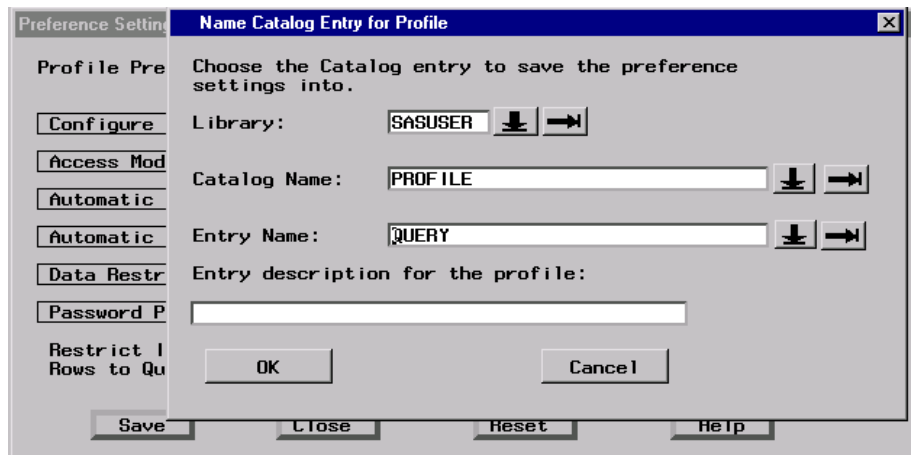 Preference Setting
Name Catalog Entry for Profile
Profile Pre
Choose the Catalog entry to save the preference
settings into.
Configure
Library:
SASUSER
Access Mod
Catalog Name:
PROFILE
Automatic
Automatic
Entry Name:
QUERY
Data Restr
Entry description for the profile:
Password P
Restrict I
Rows to Qu
OK
Cancel
Save
Close
Reset
Help